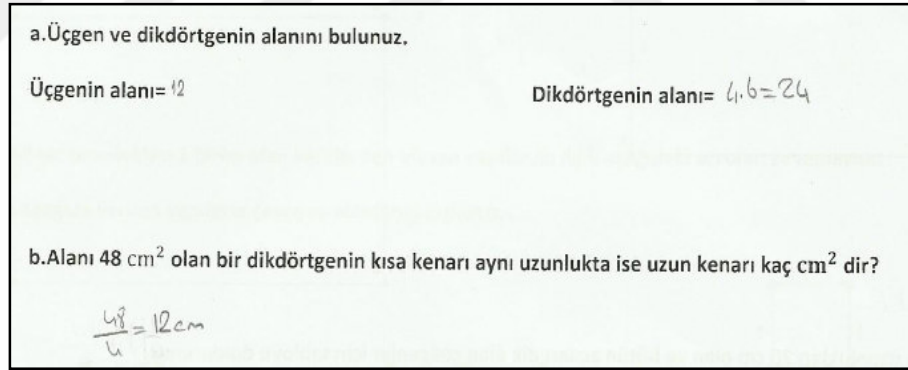 a.Üçgen ve dikdörtgenin alanını bulunuz.
Üçgenin alanı= 12
Dikdörtgenin alanı= 4.6=24
b.Alanı 48 cm² olan bir dikdörtgenin kısa kenarı aynı uzunlukta ise uzun kenarı kaç cm² dir?
48/4 = 12cm